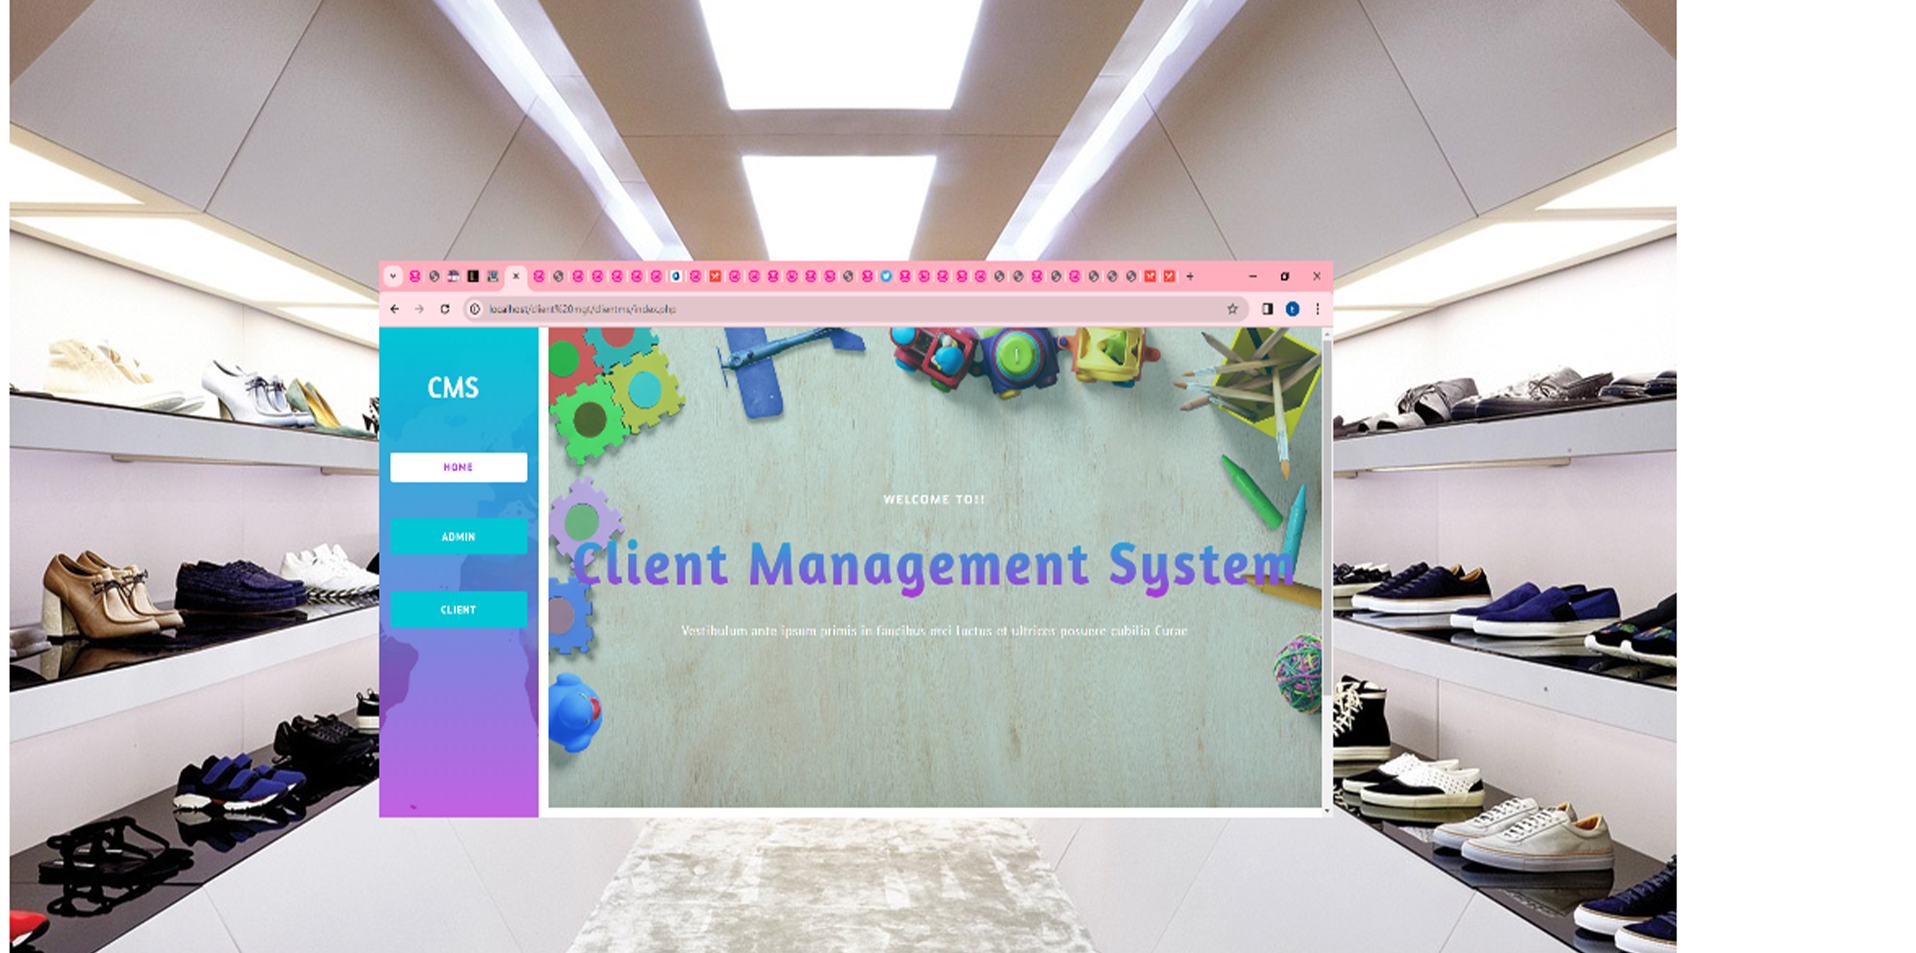 localhost/client%20mgt/clientms/index.php
CMS
HOME
ADMIN
CLIENT
WELCOME TO!!
Client Management System
Vestibulum ante ipsum primis in faucibus orci luctus et ultrices posuere cubilia Curae